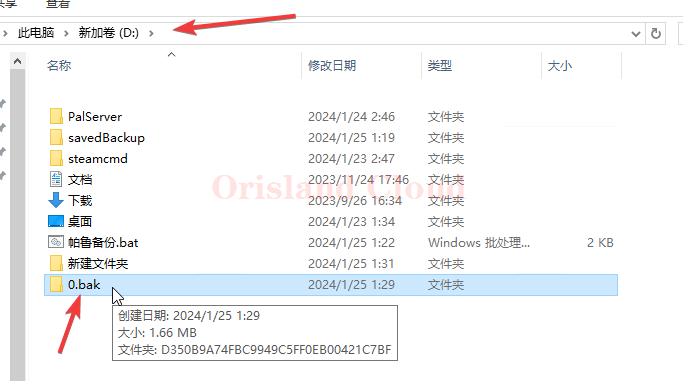 共享 查看
此电脑 › 新加卷 (D:) ›
名称 修改日期 类型 大小
PalServer 2024/1/24 2:46 文件夹
savedBackup 2024/1/25 1:19 文件夹
steamcmd 2024/1/23 2:47 文件夹
文档 2023/11/24 17:46 文件夹
Orisland Cloud
下载 2023/9/26 16:34 文件夹
桌面 2024/1/23 1:34 文件夹
帕鲁备份.bat 2024/1/25 1:22 Windows 批处理... 2 KB
新建文件夹 2024/1/25 1:31 文件夹
0.bak 2024/1/25 1:29 文件夹
创建日期: 2024/1/25 1:29
大小: 1.66 MB
文件夹: D350B9A74FBC9949C5FF0EB00421C7BF